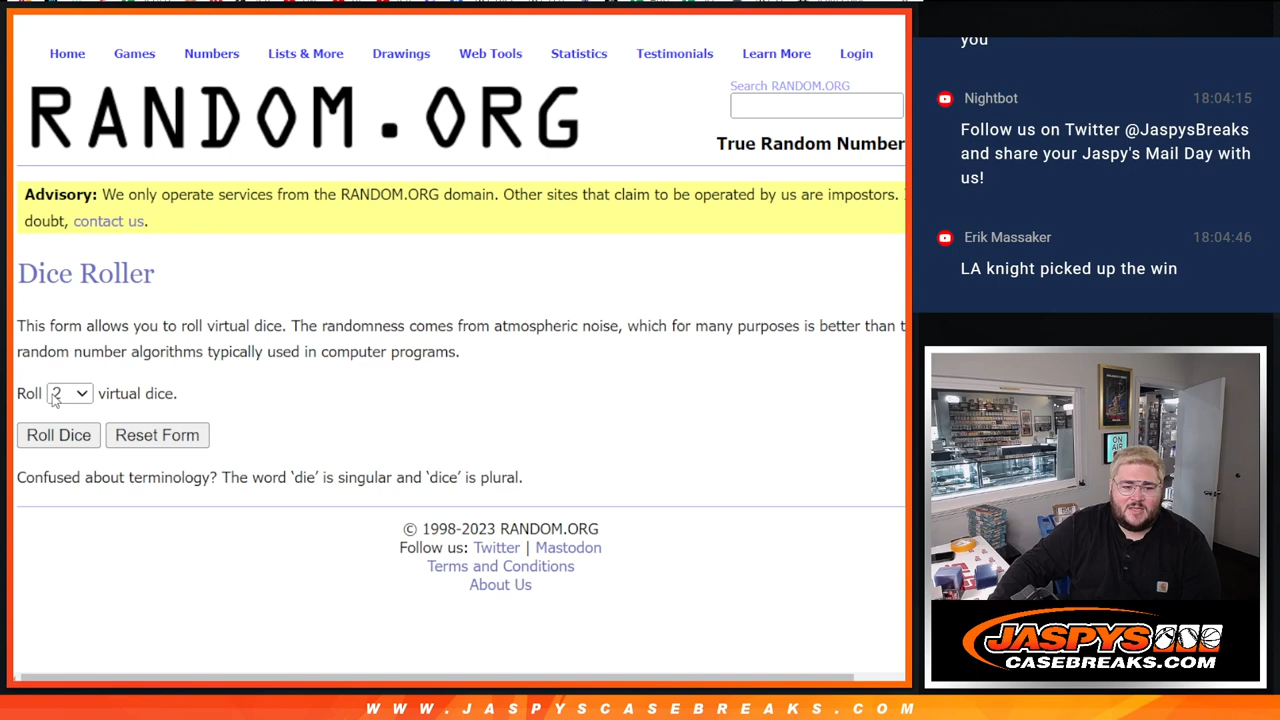 Home Games Numbers Lists & More Drawings Web Tools Statistics Testimonials Learn More Login
RANDOM.ORG
Search RANDOM.ORG
True Random Number
Advisory: We only operate services from the RANDOM.ORG domain. Other sites that claim to be operated by us are impostors.
doubt, contact us.
Dice Roller
This form allows you to roll virtual dice. The randomness comes from atmospheric noise, which for many purposes is better than t
random number algorithms typically used in computer programs.
Roll 2 virtual dice.
Roll Dice Reset Form
Confused about terminology? The word ‘die’ is singular and ‘dice’ is plural.
© 1998-2023 RANDOM.ORG
Follow us: Twitter | Mastodon
Terms and Conditions
About Us
you
Nightbot 18:04:15
Follow us on Twitter @JaspysBreaks
and share your Jaspy's Mail Day with
us!
Erik Massaker 18:04:46
LA knight picked up the win
ON
AIR
JASPYS
CASEBREAKS.COM
WWW.JASPYSCASEBREAKS.COM